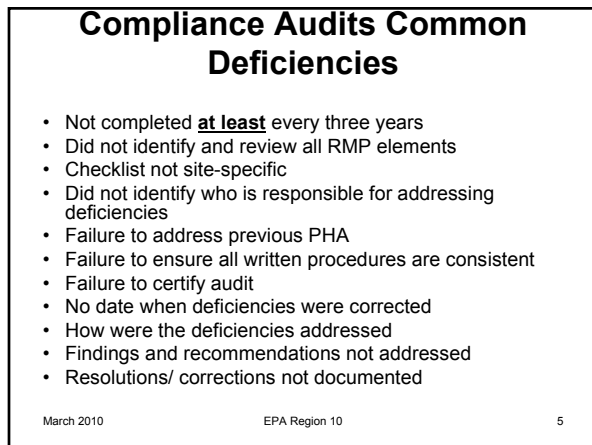 Compliance Audits Common
Deficiencies
• Not completed at least every three years
• Did not identify and review all RMP elements
• Checklist not site-specific
• Did not identify who is responsible for addressing
deficiencies
• Failure to address previous PHA
• Failure to ensure all written procedures are consistent
• Failure to certify audit
• No date when deficiencies were corrected
• How were the deficiencies addressed
• Findings and recommendations not addressed
• Resolutions/ corrections not documented
March 2010 EPA Region 10 5